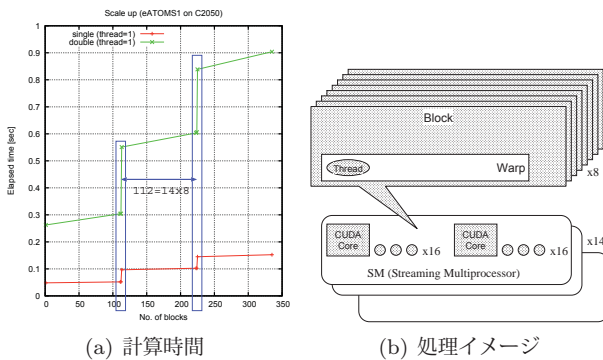 Scale up (eATOMS1 on C2050)
single (thread=1)
double (thread=1)
1
0.9
0.8
0.7
0.6
0.5
0.4
0.3
0.2
0.1
0
Elapsed time [sec]
112=14x8
0 50 100 150 200 250 300 350
No. of blocks
(a) 計算時間
Block
Thread
Warp
x8
CUDA Core
x16
CUDA Core
x16
x14
SM (Streaming Multiprocessor)
(b) 処理イメージ